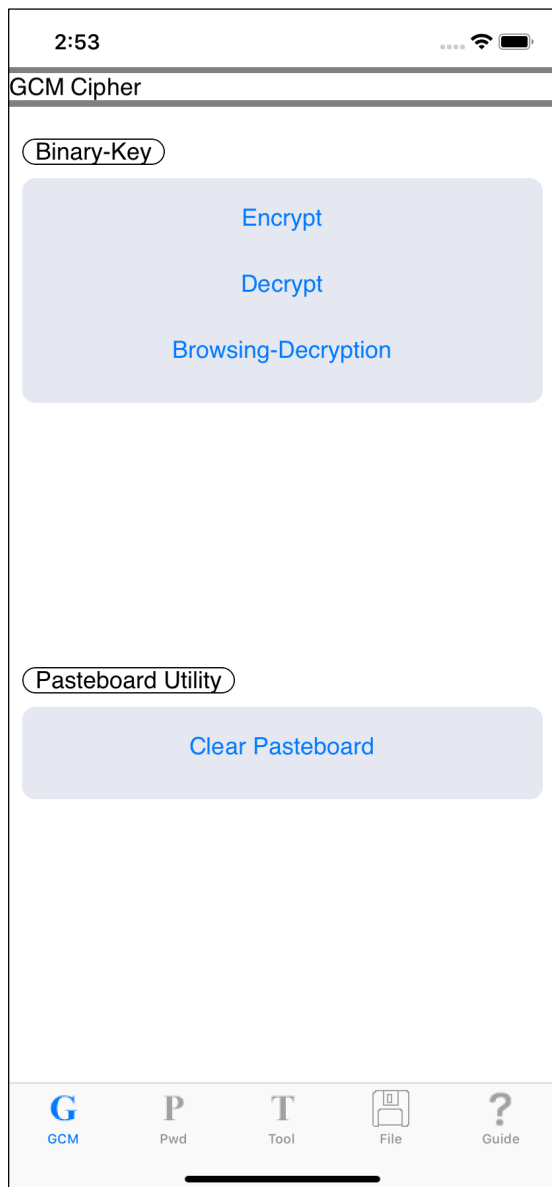 2:53
GCM Cipher
Binary-Key
Encrypt
Decrypt
Browsing-Decryption
Pasteboard Utility
Clear Pasteboard
G P T ?
GCM Pwd Tool File Guide